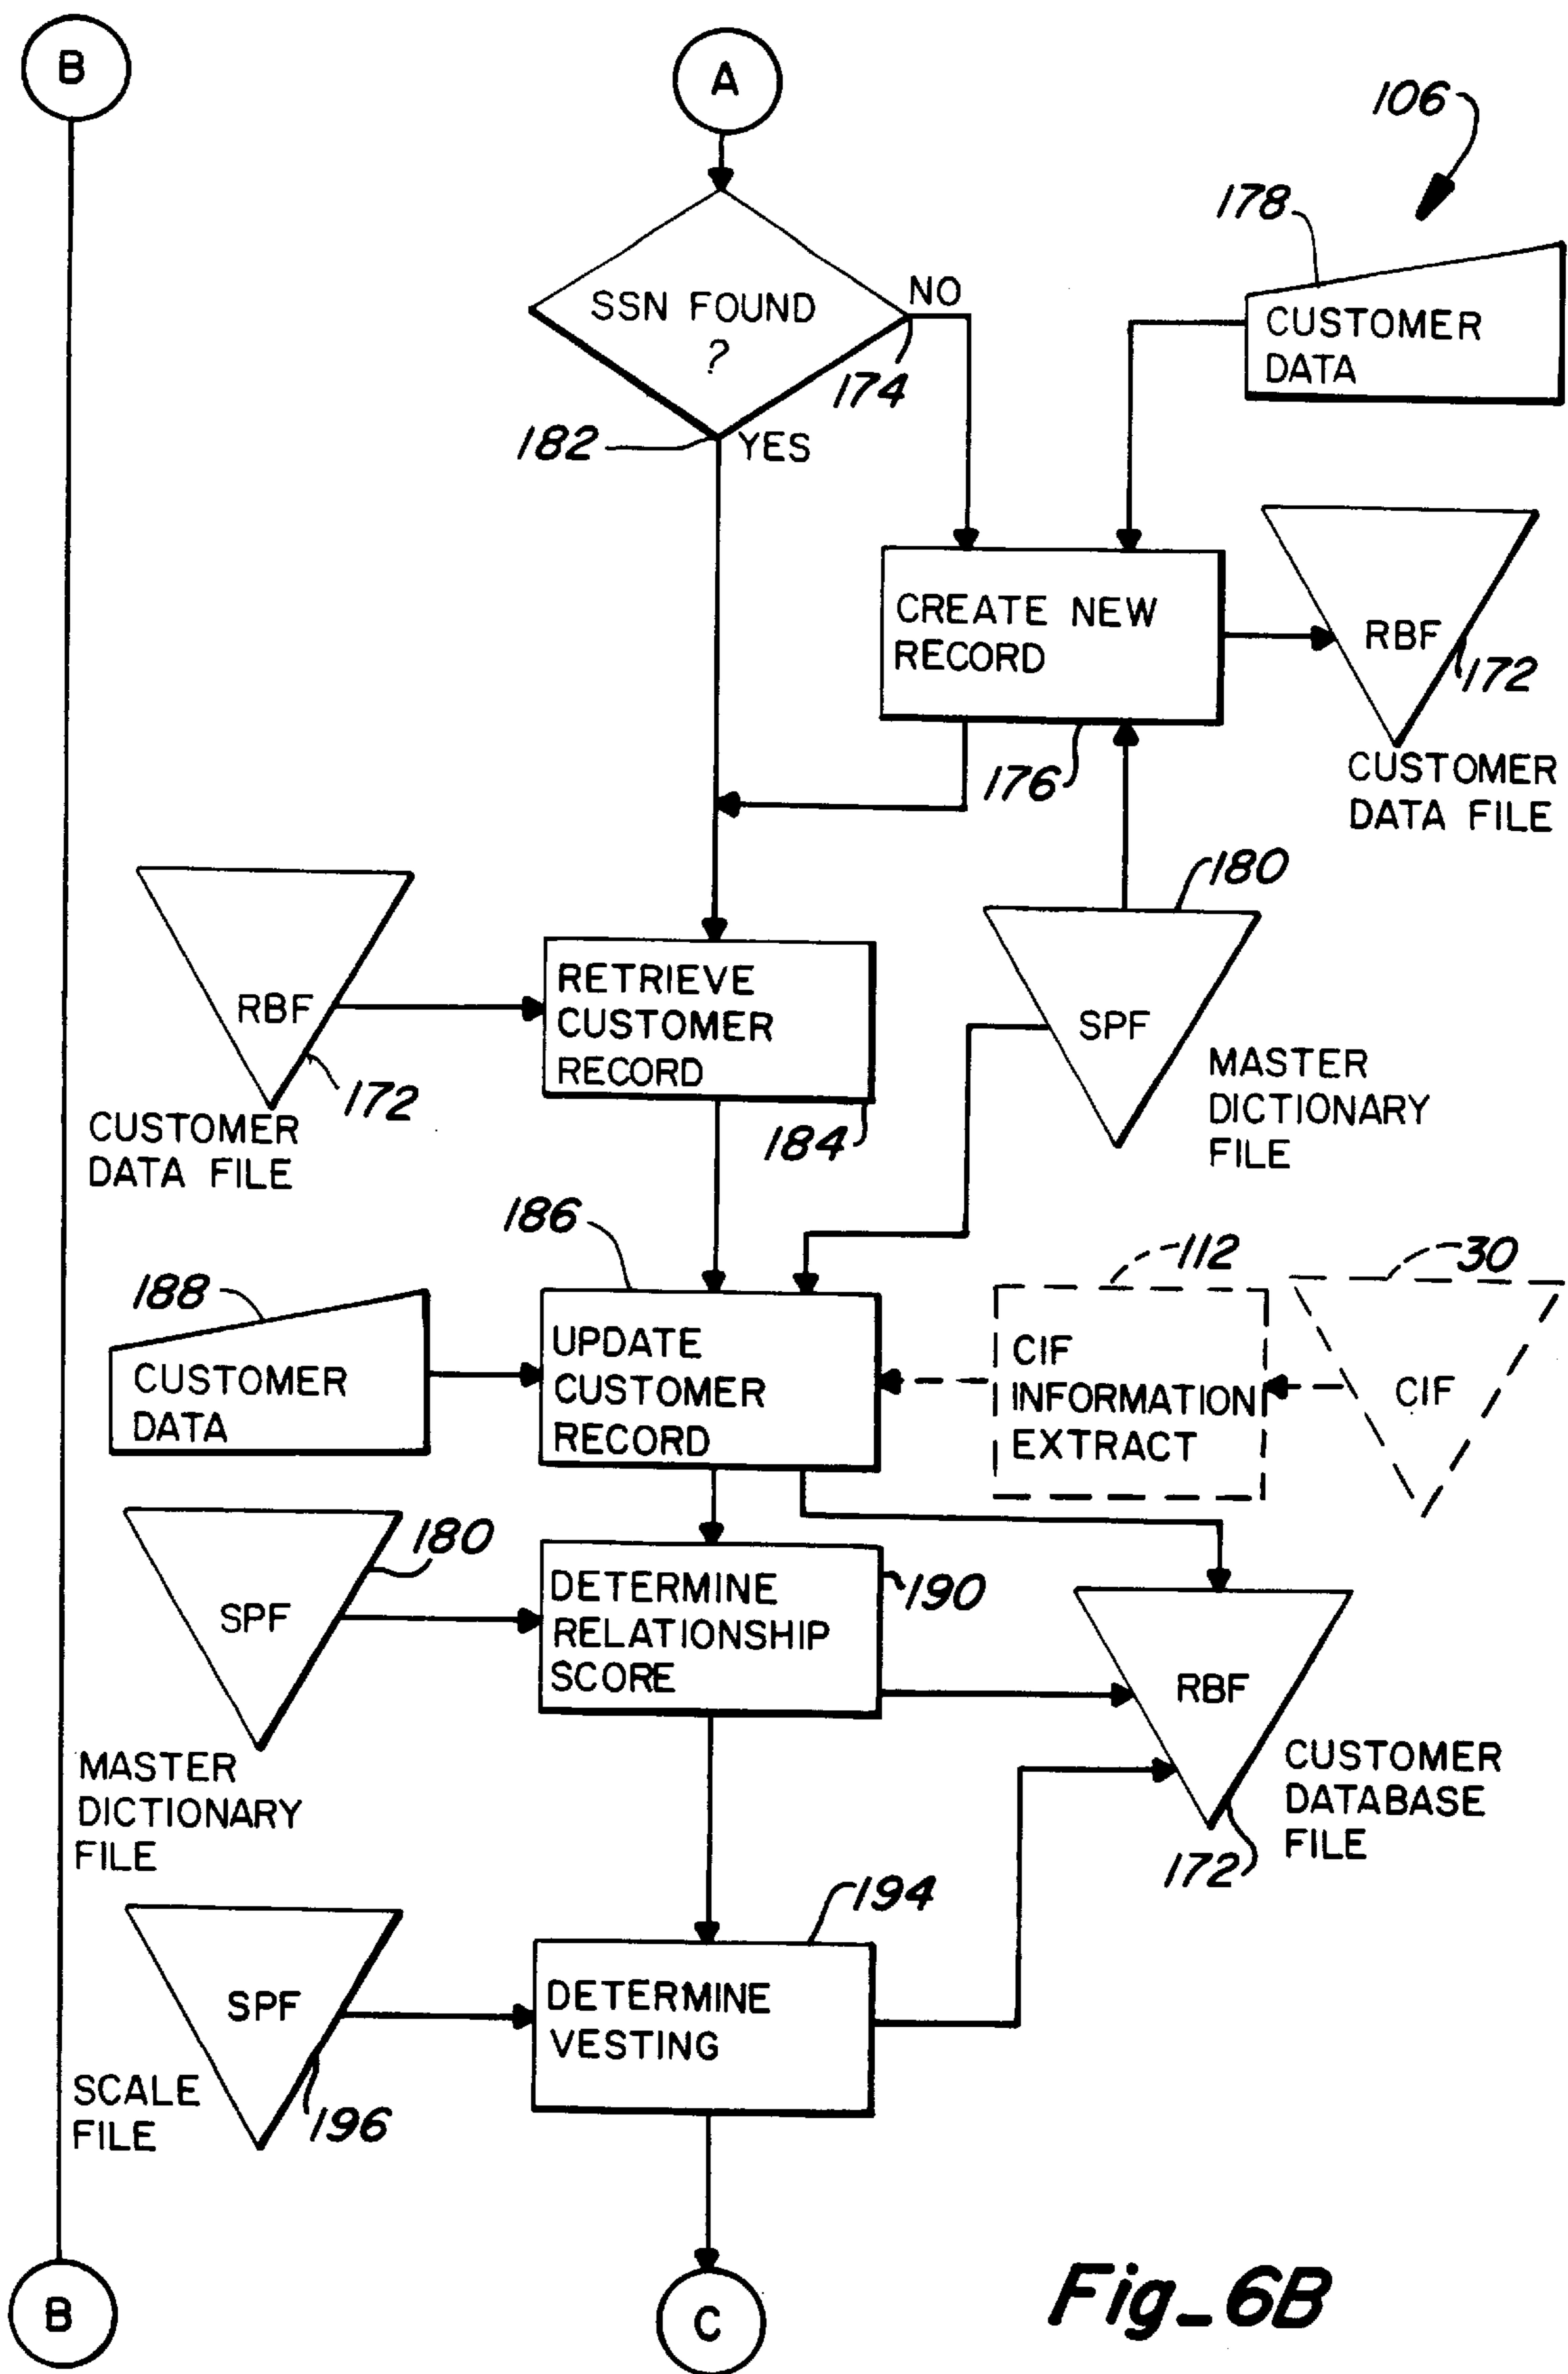 B
A
106
178
SSN FOUND
?
NO
174
182
YES
CUSTOMER
DATA
CREATE NEW
RECORD
RBF
172
176
CUSTOMER
DATA FILE
180
RBF
172
CUSTOMER
DATA FILE
RETRIEVE
CUSTOMER
RECORD
184
SPF
MASTER
DICTIONARY
FILE
186
188
CUSTOMER
DATA
UPDATE
CUSTOMER
RECORD
112
30
CIF
INFORMATION
EXTRACT
CIF
180
SPF
MASTER
DICTIONARY
FILE
DETERMINE
RELATIONSHIP
SCORE
190
RBF
CUSTOMER
DATABASE
FILE
172
194
SPF
SCALE
FILE
196
DETERMINE
VESTING
B
C
Fig_6B